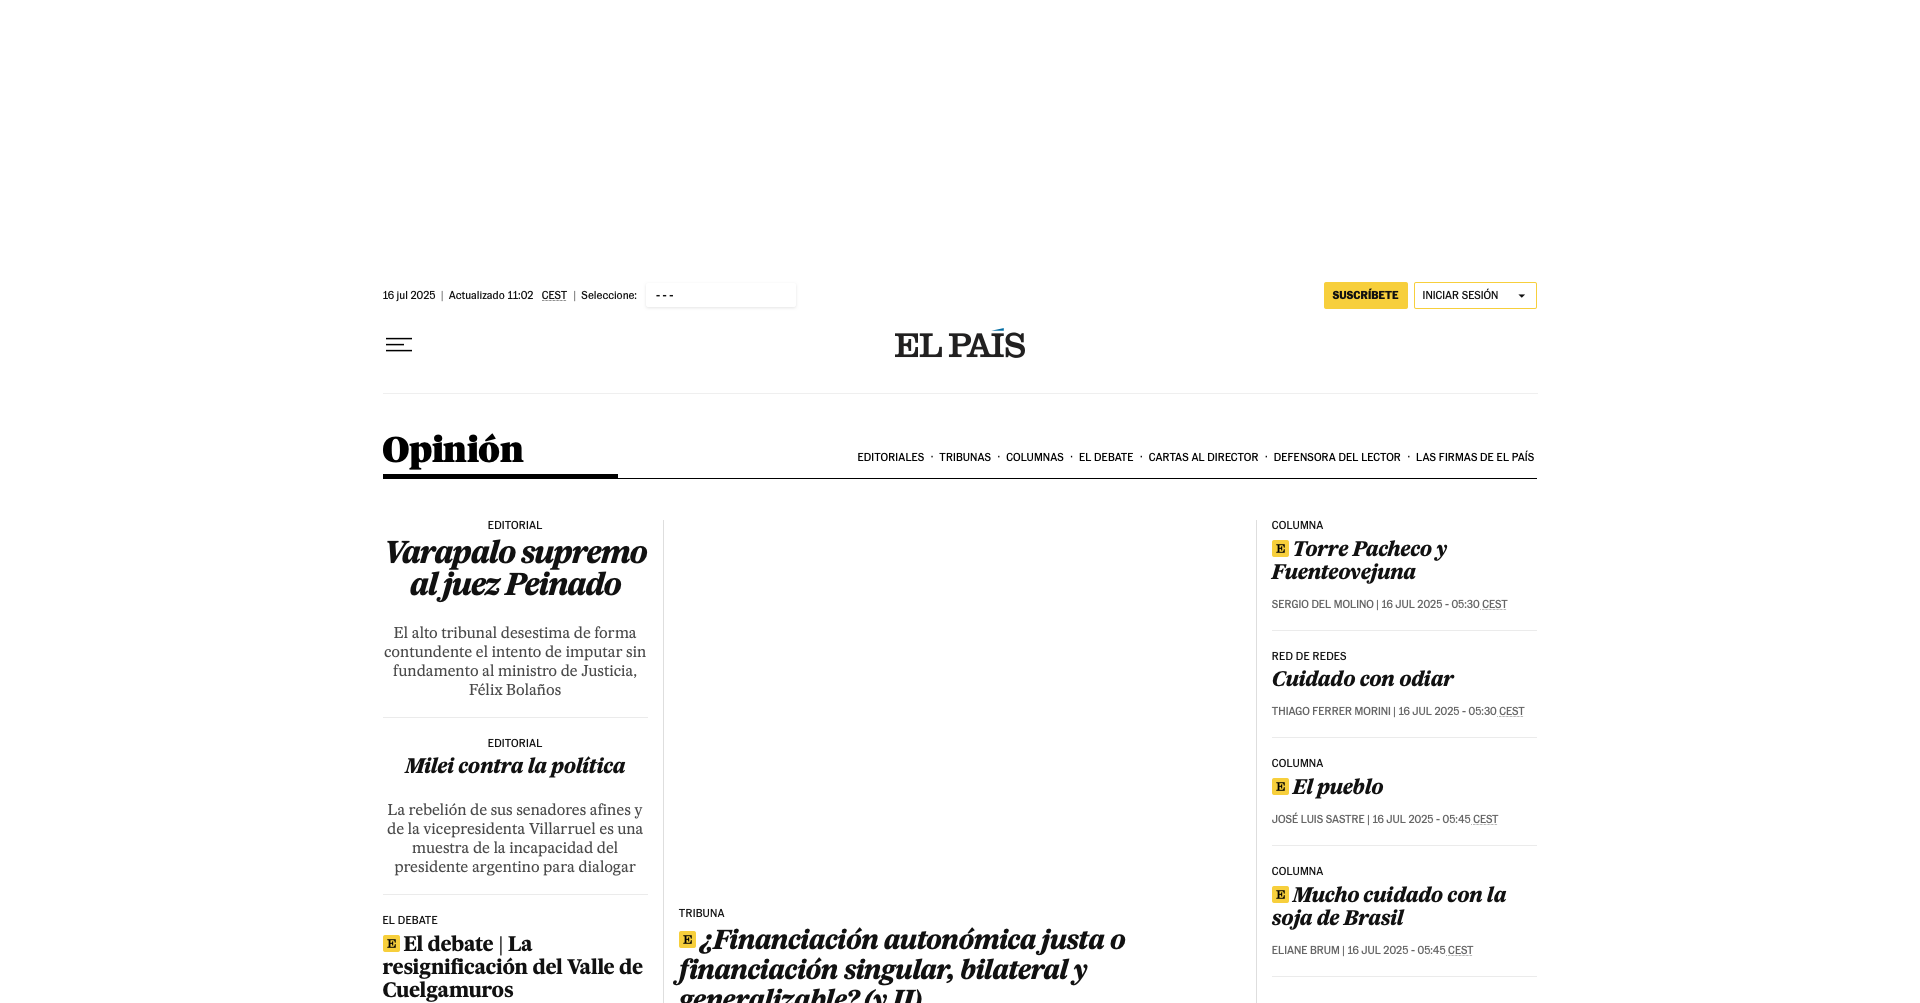 16 jul 2025 | Actualizado 11:02 CEST | Seleccione: - - -
SUSCRÍBETE
INICIAR SESIÓN
EL PAÍS
Opinión
EDITORIALES · TRIBUNAS · COLUMNAS · EL DEBATE · CARTAS AL DIRECTOR · DEFENSORA DEL LECTOR · LAS FIRMAS DE EL PAÍS
EDITORIAL
Varapalo supremo
al juez Peinado
El alto tribunal desestima de forma
contundente el intento de imputar sin
fundamento al ministro de Justicia,
Félix Bolaños
EDITORIAL
Milei contra la política
La rebelión de sus senadores afines y
de la vicepresidenta Villarruel es una
muestra de la incapacidad del
presidente argentino para dialogar
EL DEBATE
E El debate | La
resignificación del Valle de
Cuelgamuros
TRIBUNA
E ¿Financiación autonómica justa o
financiación singular, bilateral y
generalizable? (y II)
COLUMNA
E Torre Pacheco y
Fuenteovejuna
SERGIO DEL MOLINO | 16 JUL 2025 - 05:30 CEST
RED DE REDES
Cuidado con odiar
THIAGO FERRER MORINI | 16 JUL 2025 - 05:30 CEST
COLUMNA
E El pueblo
JOSÉ LUIS SASTRE | 16 JUL 2025 - 05:45 CEST
COLUMNA
E Mucho cuidado con la
soja de Brasil
ELIANE BRUM | 16 JUL 2025 - 05:45 CEST